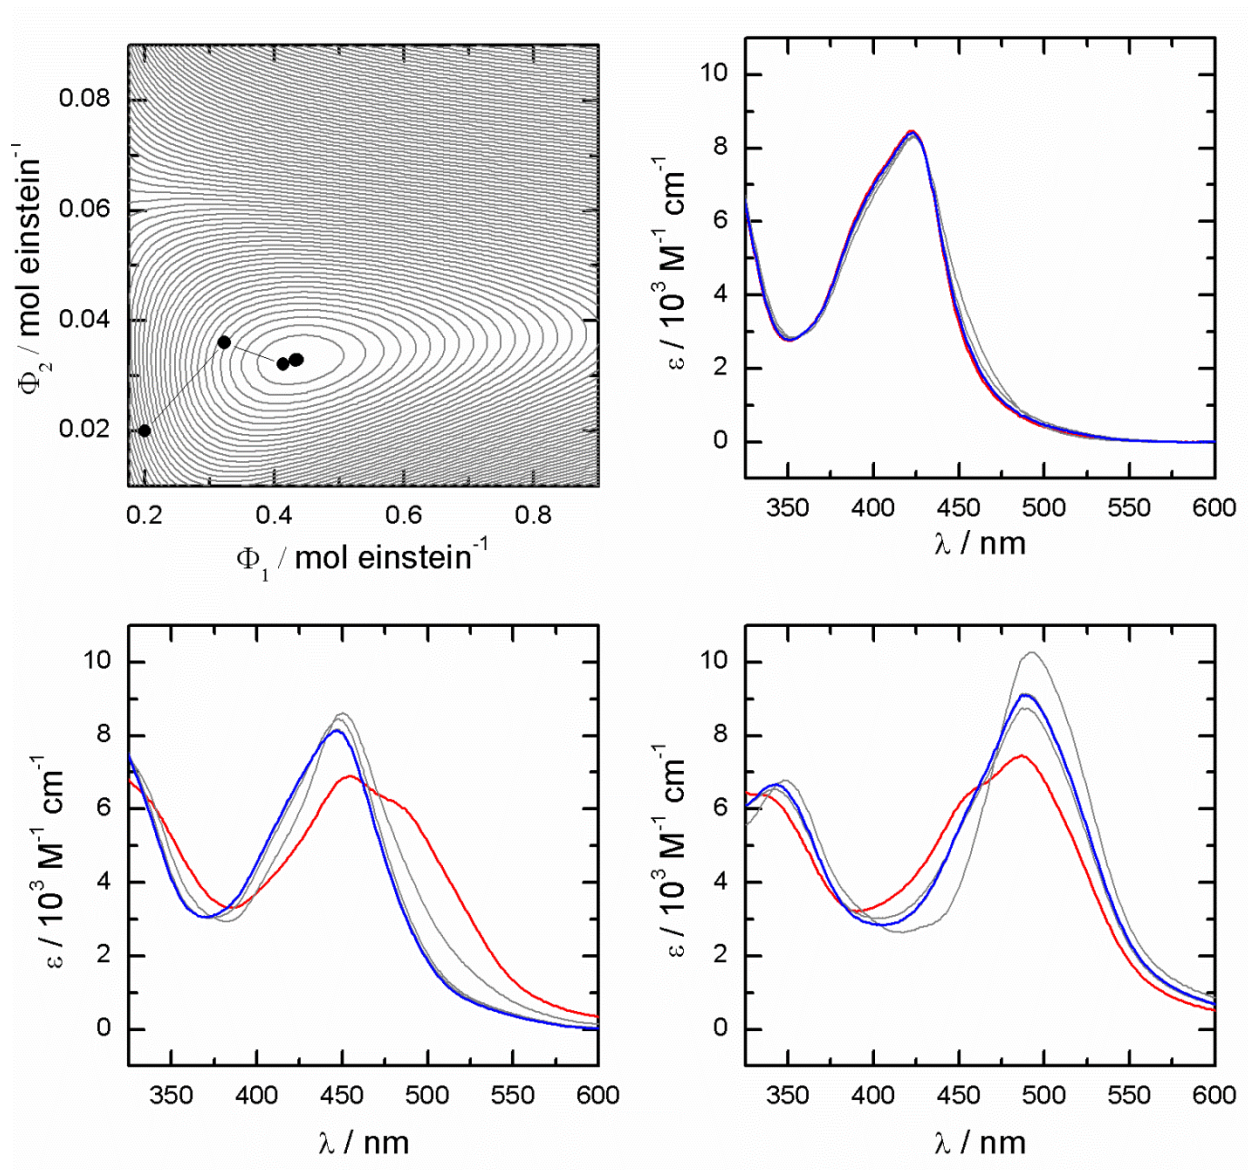 0.08
0.06
0.04
0.02
Φ₂ / mol einstein⁻¹
0.2 0.4 0.6 0.8
Φ₁ / mol einstein⁻¹
10
8
6
4
2
0
ε / 10³ M⁻¹ cm⁻¹
350 400 450 500 550 600
λ / nm
10
8
6
4
2
0
ε / 10³ M⁻¹ cm⁻¹
350 400 450 500 550 600
λ / nm
10
8
6
4
2
0
ε / 10³ M⁻¹ cm⁻¹
350 400 450 500 550 600
λ / nm